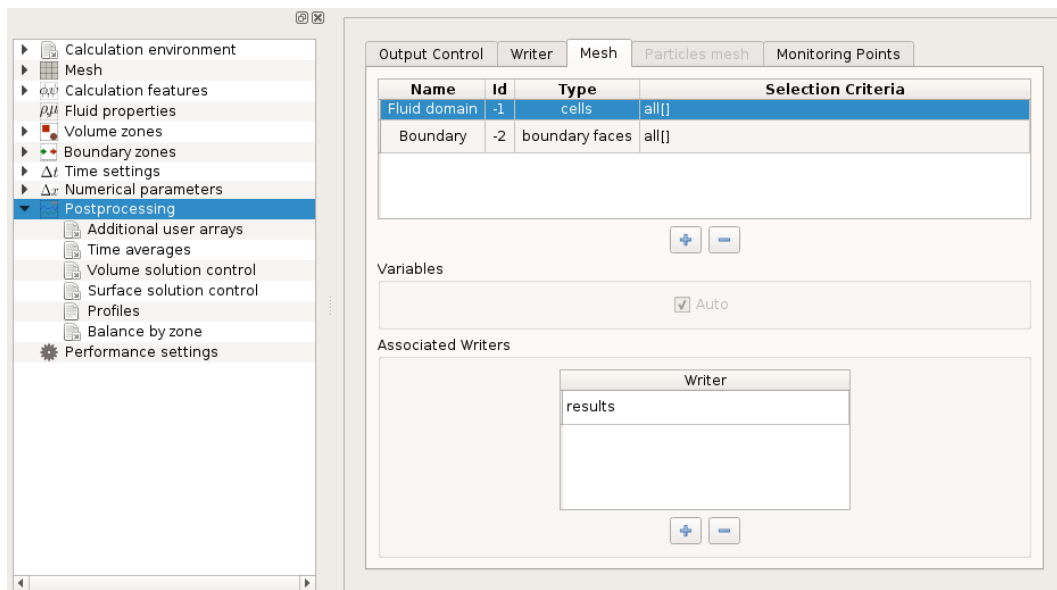 Calculation environment
Mesh
φ,ψ Calculation features
ρ,μ Fluid properties
Volume zones
Boundary zones
Δt Time settings
Δx Numerical parameters
Postprocessing
Additional user arrays
Time averages
Volume solution control
Surface solution control
Profiles
Balance by zone
Performance settings
Output Control Writer Mesh Particles mesh Monitoring Points
Name Id Type Selection Criteria
Fluid domain -1 cells all[]
Boundary -2 boundary faces all[]
Variables
Auto
Associated Writers
Writer
results